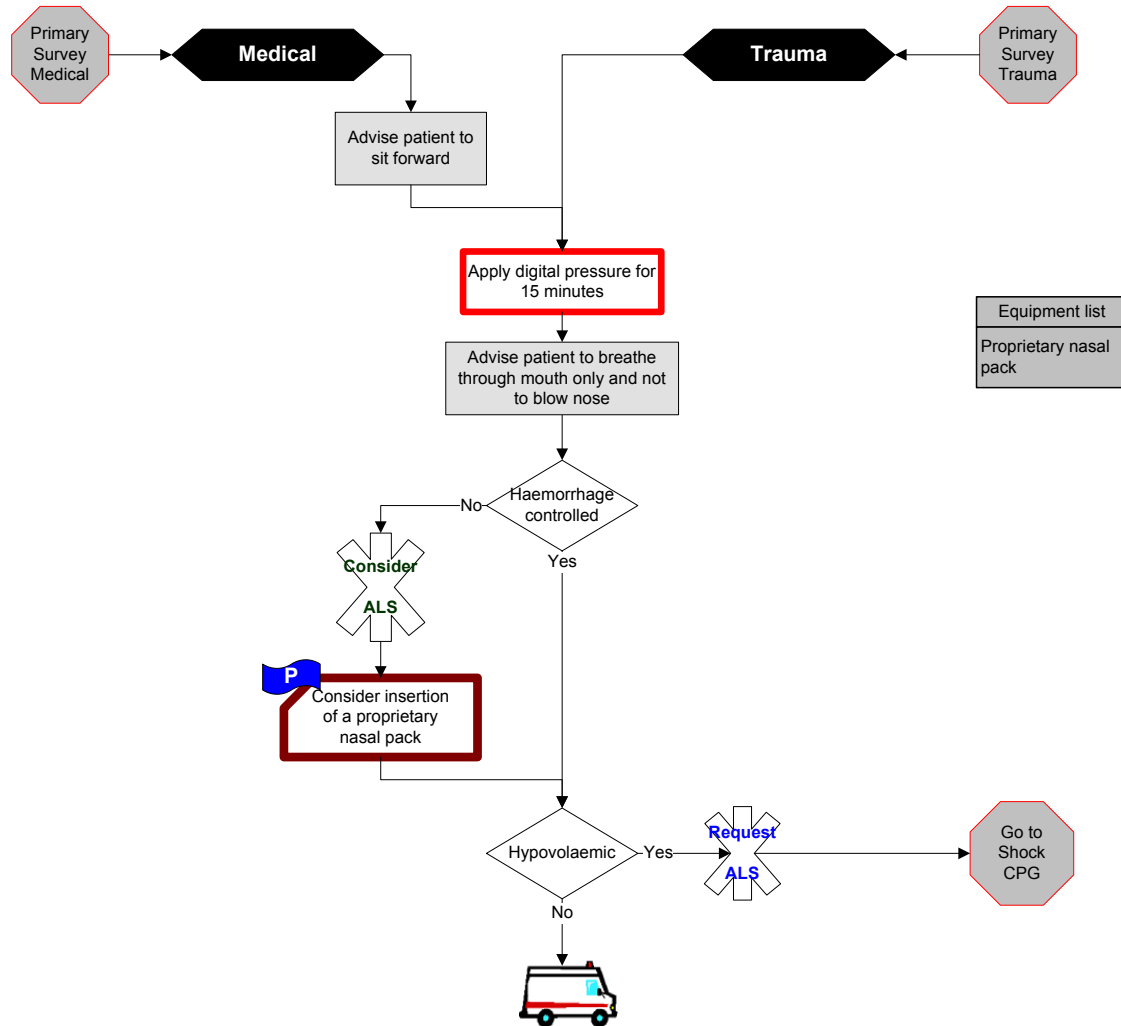 Primary
Survey
Medical
Medical
Trauma
Primary
Survey
Trauma
Advise patient to
sit forward
Apply digital pressure for
15 minutes
Equipment list
Proprietary nasal
pack
Advise patient to breathe
through mouth only and not
to blow nose
Haemorrhage
controlled
No
Yes
Consider
ALS
P
Consider insertion
of a proprietary
nasal pack
Hypovolaemic
Yes
Request
ALS
Go to
Shock
CPG
No